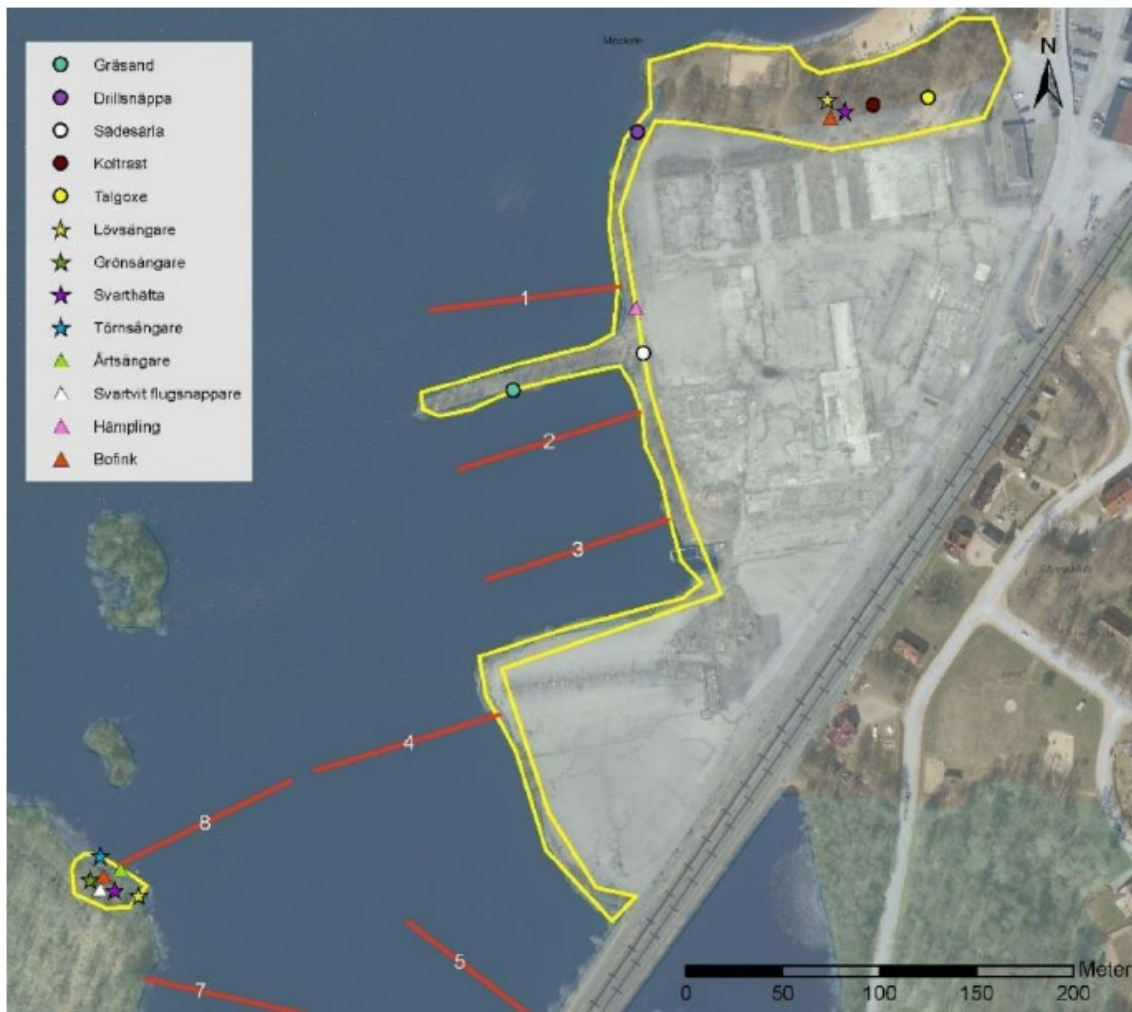 Gräsand
Drillsnäppa
Sädesärla
Koltrast
Talgoxe
Lövsångare
Grönsångare
Svarthätta
Törnsångare
Ärtsångare
Svartvit flugsnappare
Hämpling
Bofink
Möckeln
N
1
2
3
4
8
5
7
Meter
0 50 100 150 200